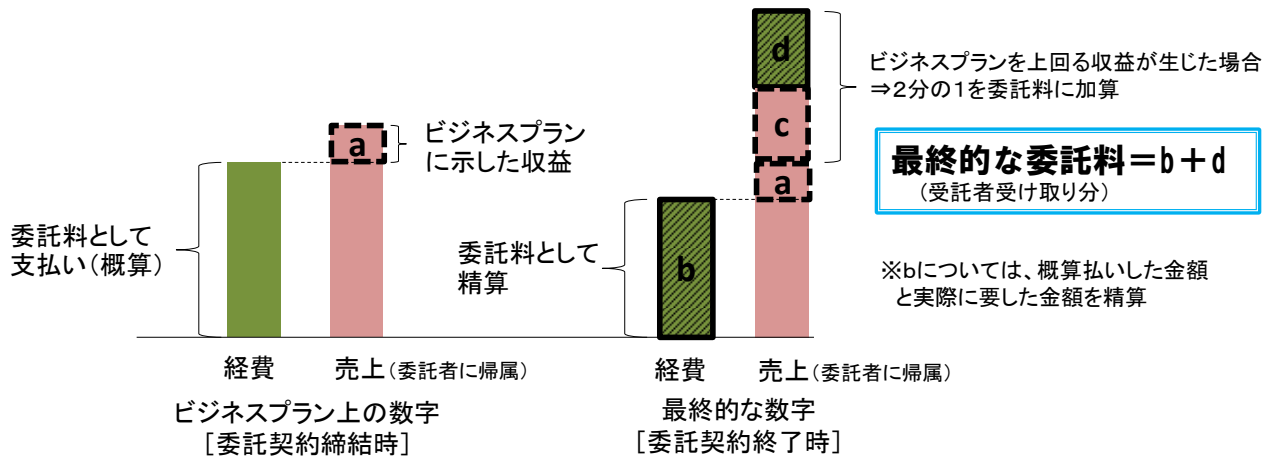 委託料として
支払い(概算)
a
ビジネスプラン
に示した収益
経費
売上(委託者に帰属)
ビジネスプラン上の数字
[委託契約締結時]
委託料として
精算
b
d
c
a
経費
売上(委託者に帰属)
最終的な数字
[委託契約終了時]
ビジネスプランを上回る収益が生じた場合
⇒2分の1を委託料に加算
最終的な委託料=b+d
(受託者受け取り分)
※bについては、概算払いした金額
と実際に要した金額を精算